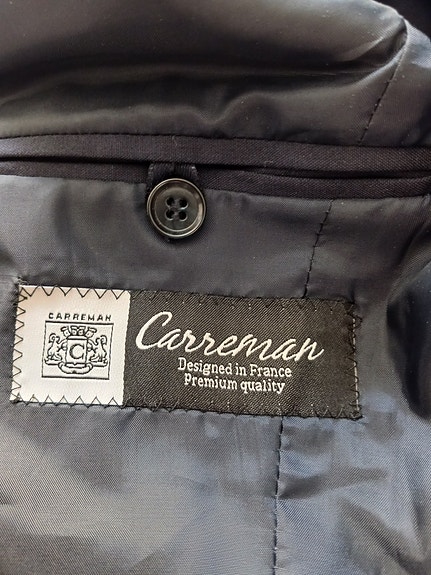 CARREMAN
C
Carreman
Designed in France
Premium quality